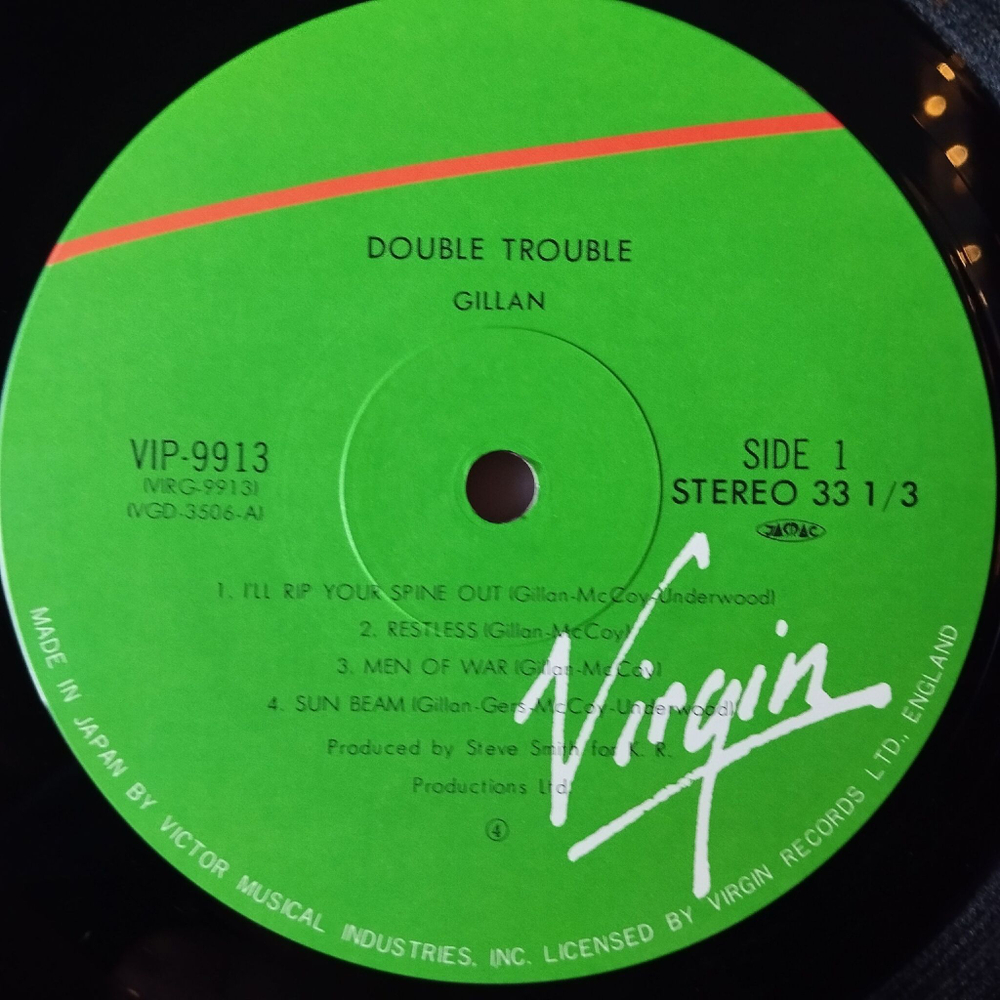 DOUBLE TROUBLE
GILLAN
VIP-9913
(VIRG-9913)
(VGD-3506-A)
SIDE 1
STEREO 33 1/3
JASRAC
1. I'LL RIP YOUR SPINE OUT (Gillan-McCoy-Underwood)
2. RESTLESS (Gillan-McCoy)
3. MEN OF WAR (Gillan-McCoy)
4. SUN BEAM (Gillan-Gers-McCoy-Underwood)
Produced by Steve Smith for K. R.
Productions Ltd.
④
Virgin
MADE IN JAPAN BY VICTOR MUSICAL INDUSTRIES, INC. LICENSED BY VIRGIN RECORDS LTD., ENGLAND